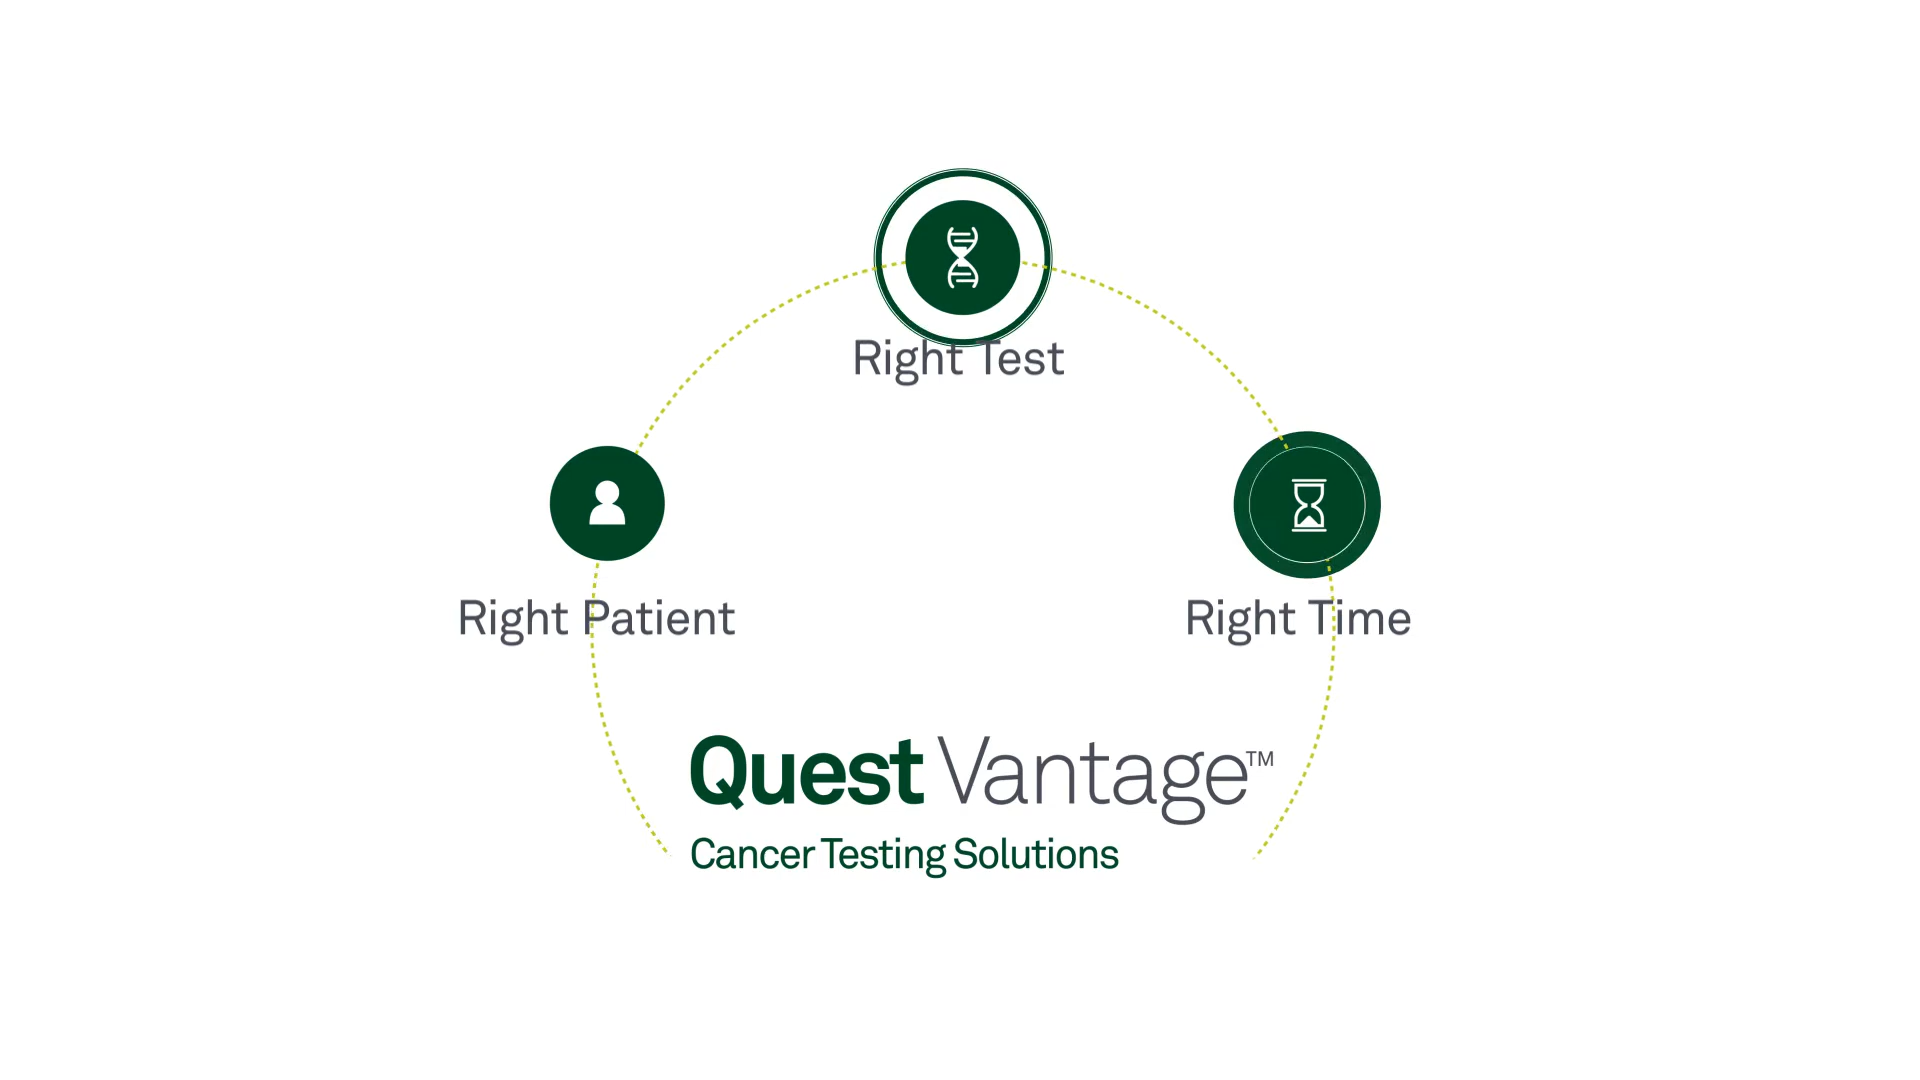 Right Test
Right Patient
Right Time
Quest Vantage™
Cancer Testing Solutions